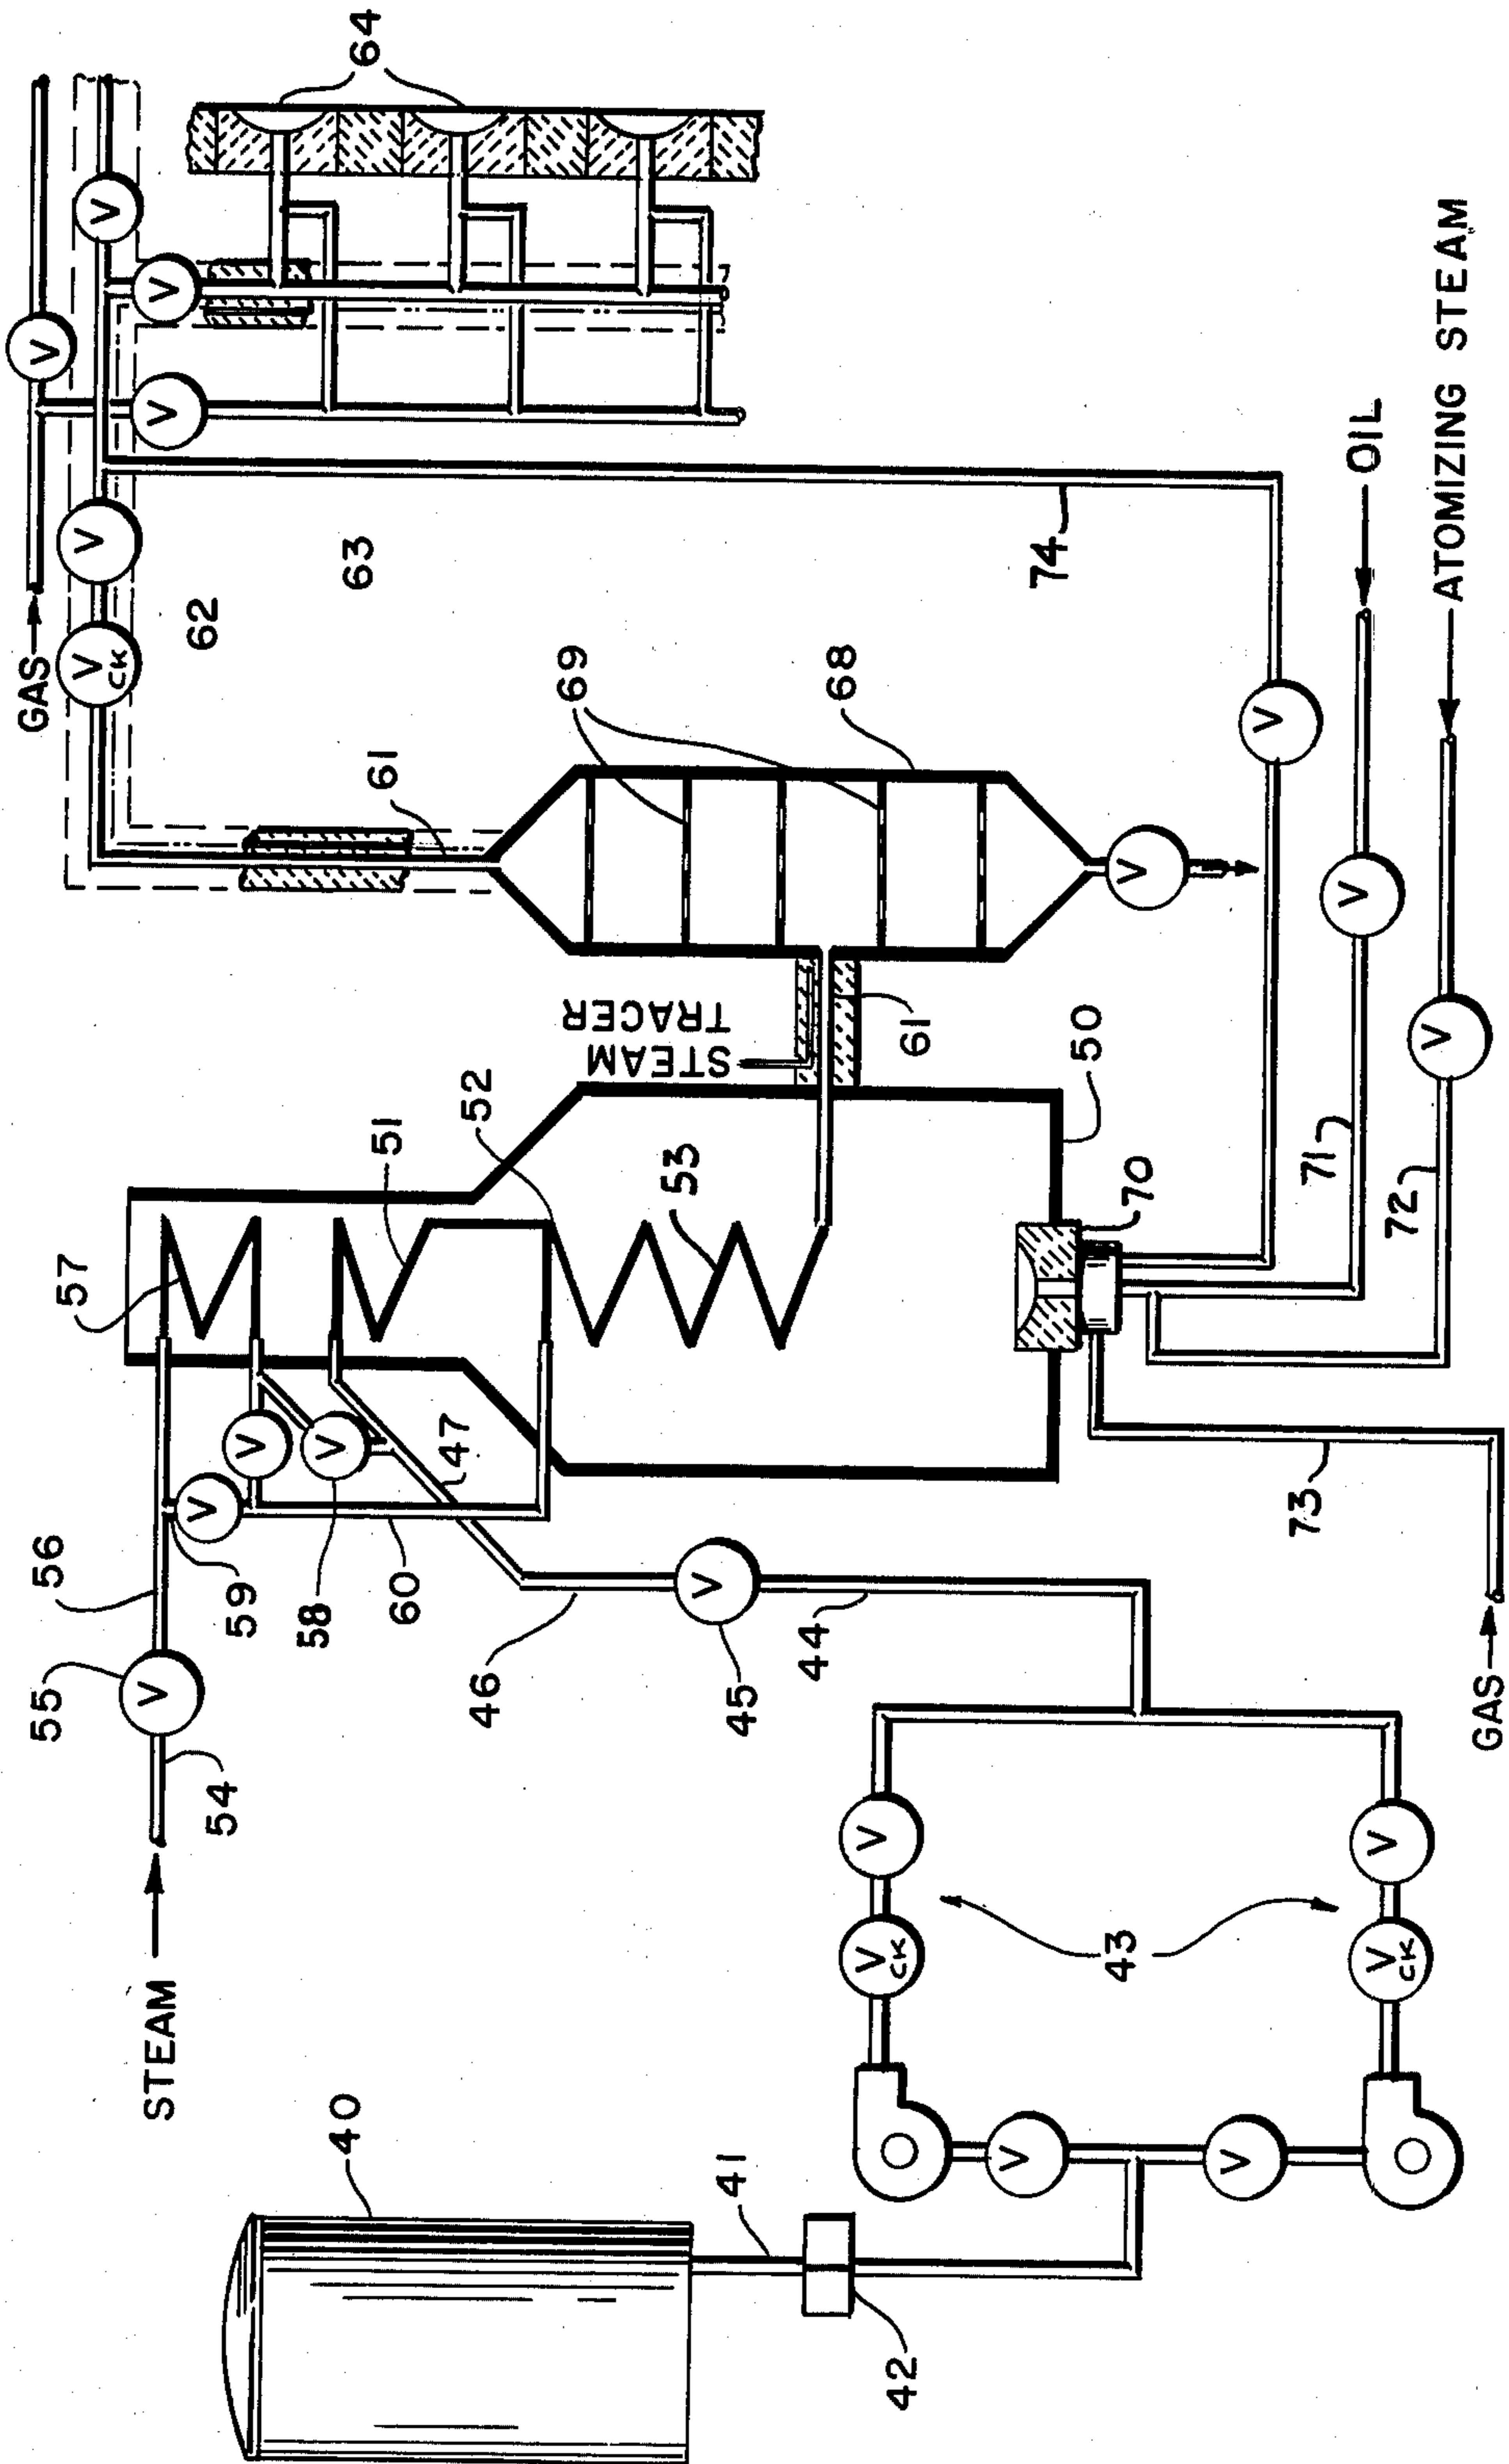 GAS
V
55
56
57
V
CK
V
V
STEAM
V
V
V
54
V
62
59
V
58
V
40
63
64
61
51
60
47
52
46
69
STEAM
TRACER
53
41
45
V
44
68
V
CK
V
42
61
V
74
50
43
70
V
V
V
73
71
V
OIL
V
CK
V
72
V
ATOMIZING STEAM
GAS